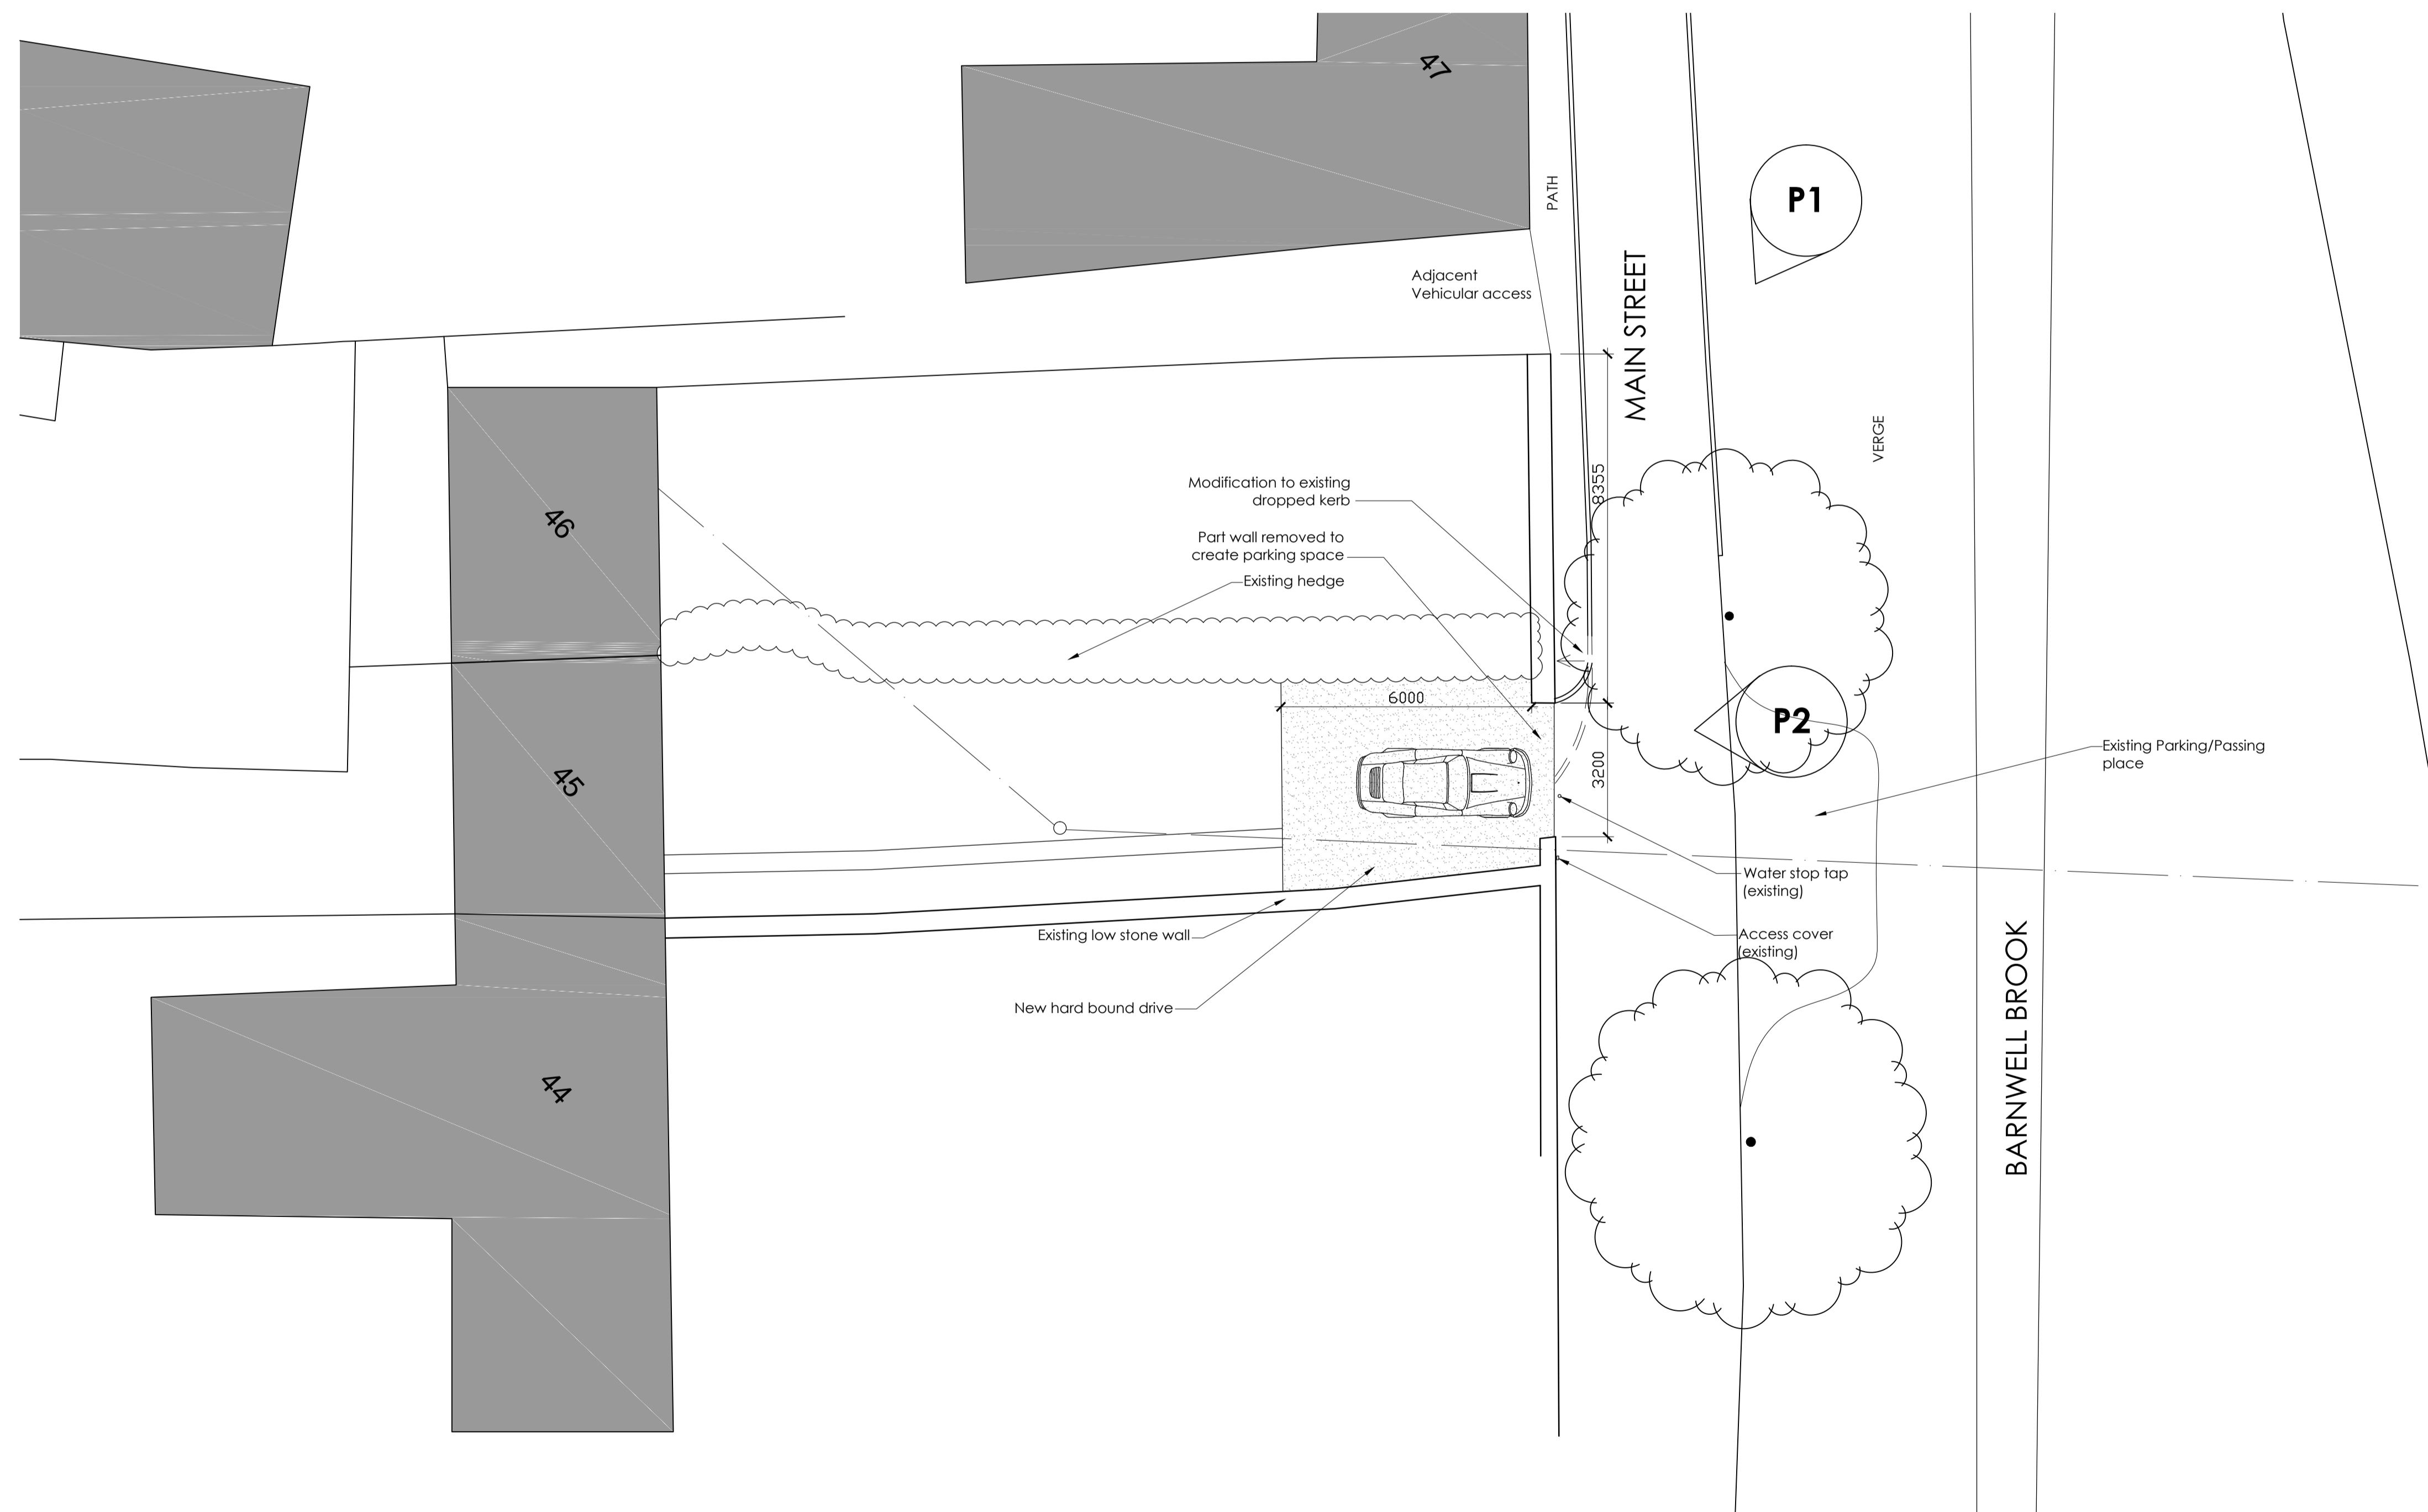 47
P1
PATH
MAIN STREET
Adjacent
Vehicular access
VERGE
8355
Modification to existing
dropped kerb
46
Part wall removed to
create parking space
Existing hedge
6000
P2
3200
Existing Parking/Passing
place
45
Water stop tap
(existing)
Access cover
(existing)
Existing low stone wall
BARNWELL BROOK
New hard bound drive
44